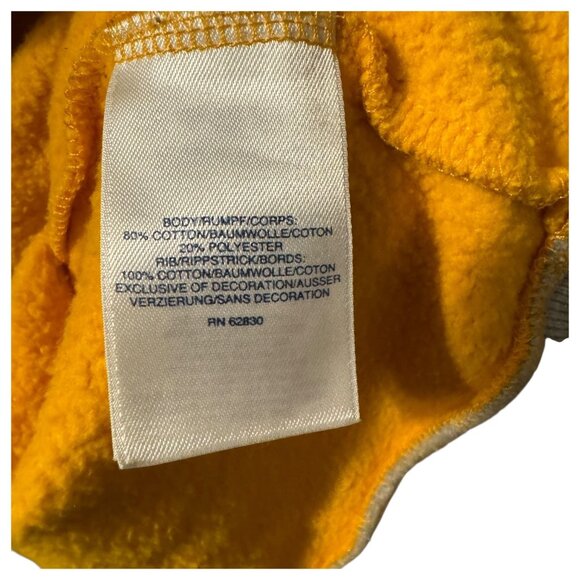 BODY/RUMPF/CORPS:
80% COTTON/BAUMWOLLE/COTON
20% POLYESTER
RIB/RIPPSTRICK/BORDS:
100% COTTON/BAUMWOLLE/COTON
EXCLUSIVE OF DECORATION/AUSSER
VERZIERUNG/SANS DECORATION
RN 62830